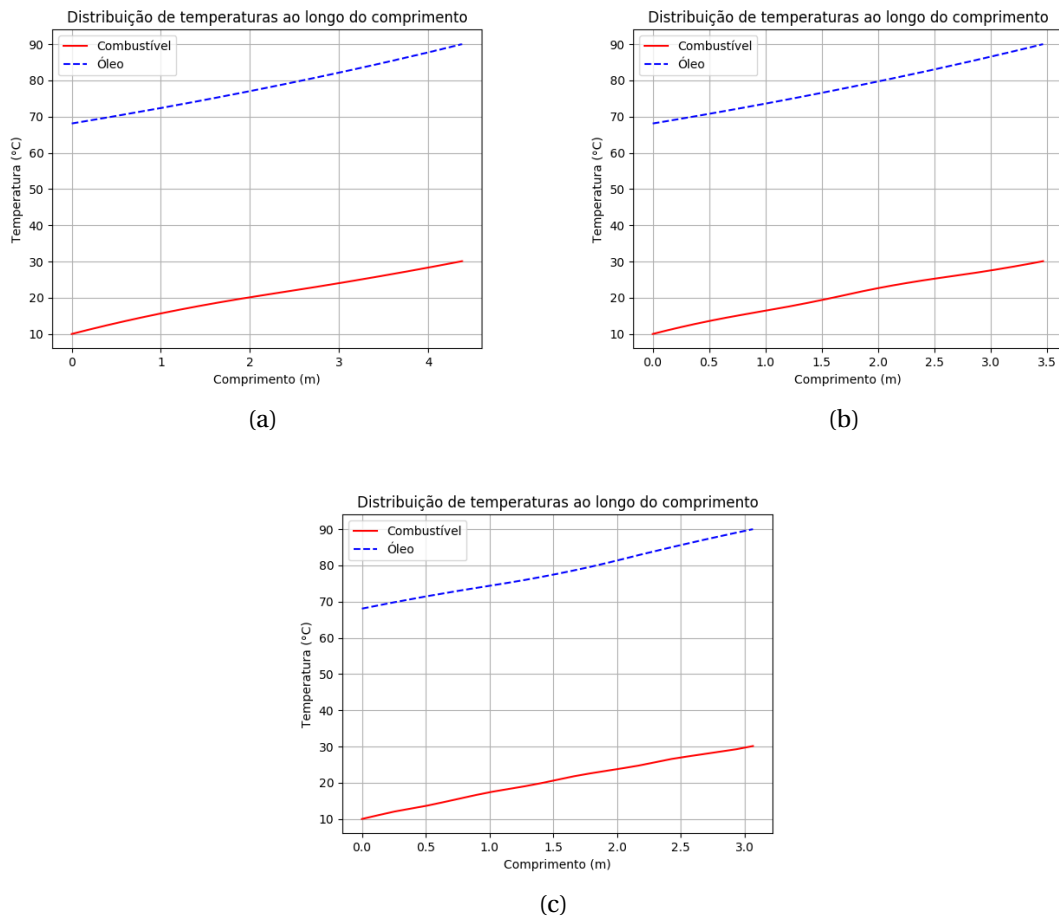 Distribuição de temperaturas ao longo do comprimento
Combustível
Óleo
Temperatura (°C)
90
80
70
60
50
40
30
20
10
0 1 2 3 4
Comprimento (m)
(a)
Distribuição de temperaturas ao longo do comprimento
Combustível
Óleo
Temperatura (°C)
90
80
70
60
50
40
30
20
10
0.0 0.5 1.0 1.5 2.0 2.5 3.0 3.5
Comprimento (m)
(b)
Distribuição de temperaturas ao longo do comprimento
Combustível
Óleo
Temperatura (°C)
90
80
70
60
50
40
30
20
10
0.0 0.5 1.0 1.5 2.0 2.5 3.0
Comprimento (m)
(c)